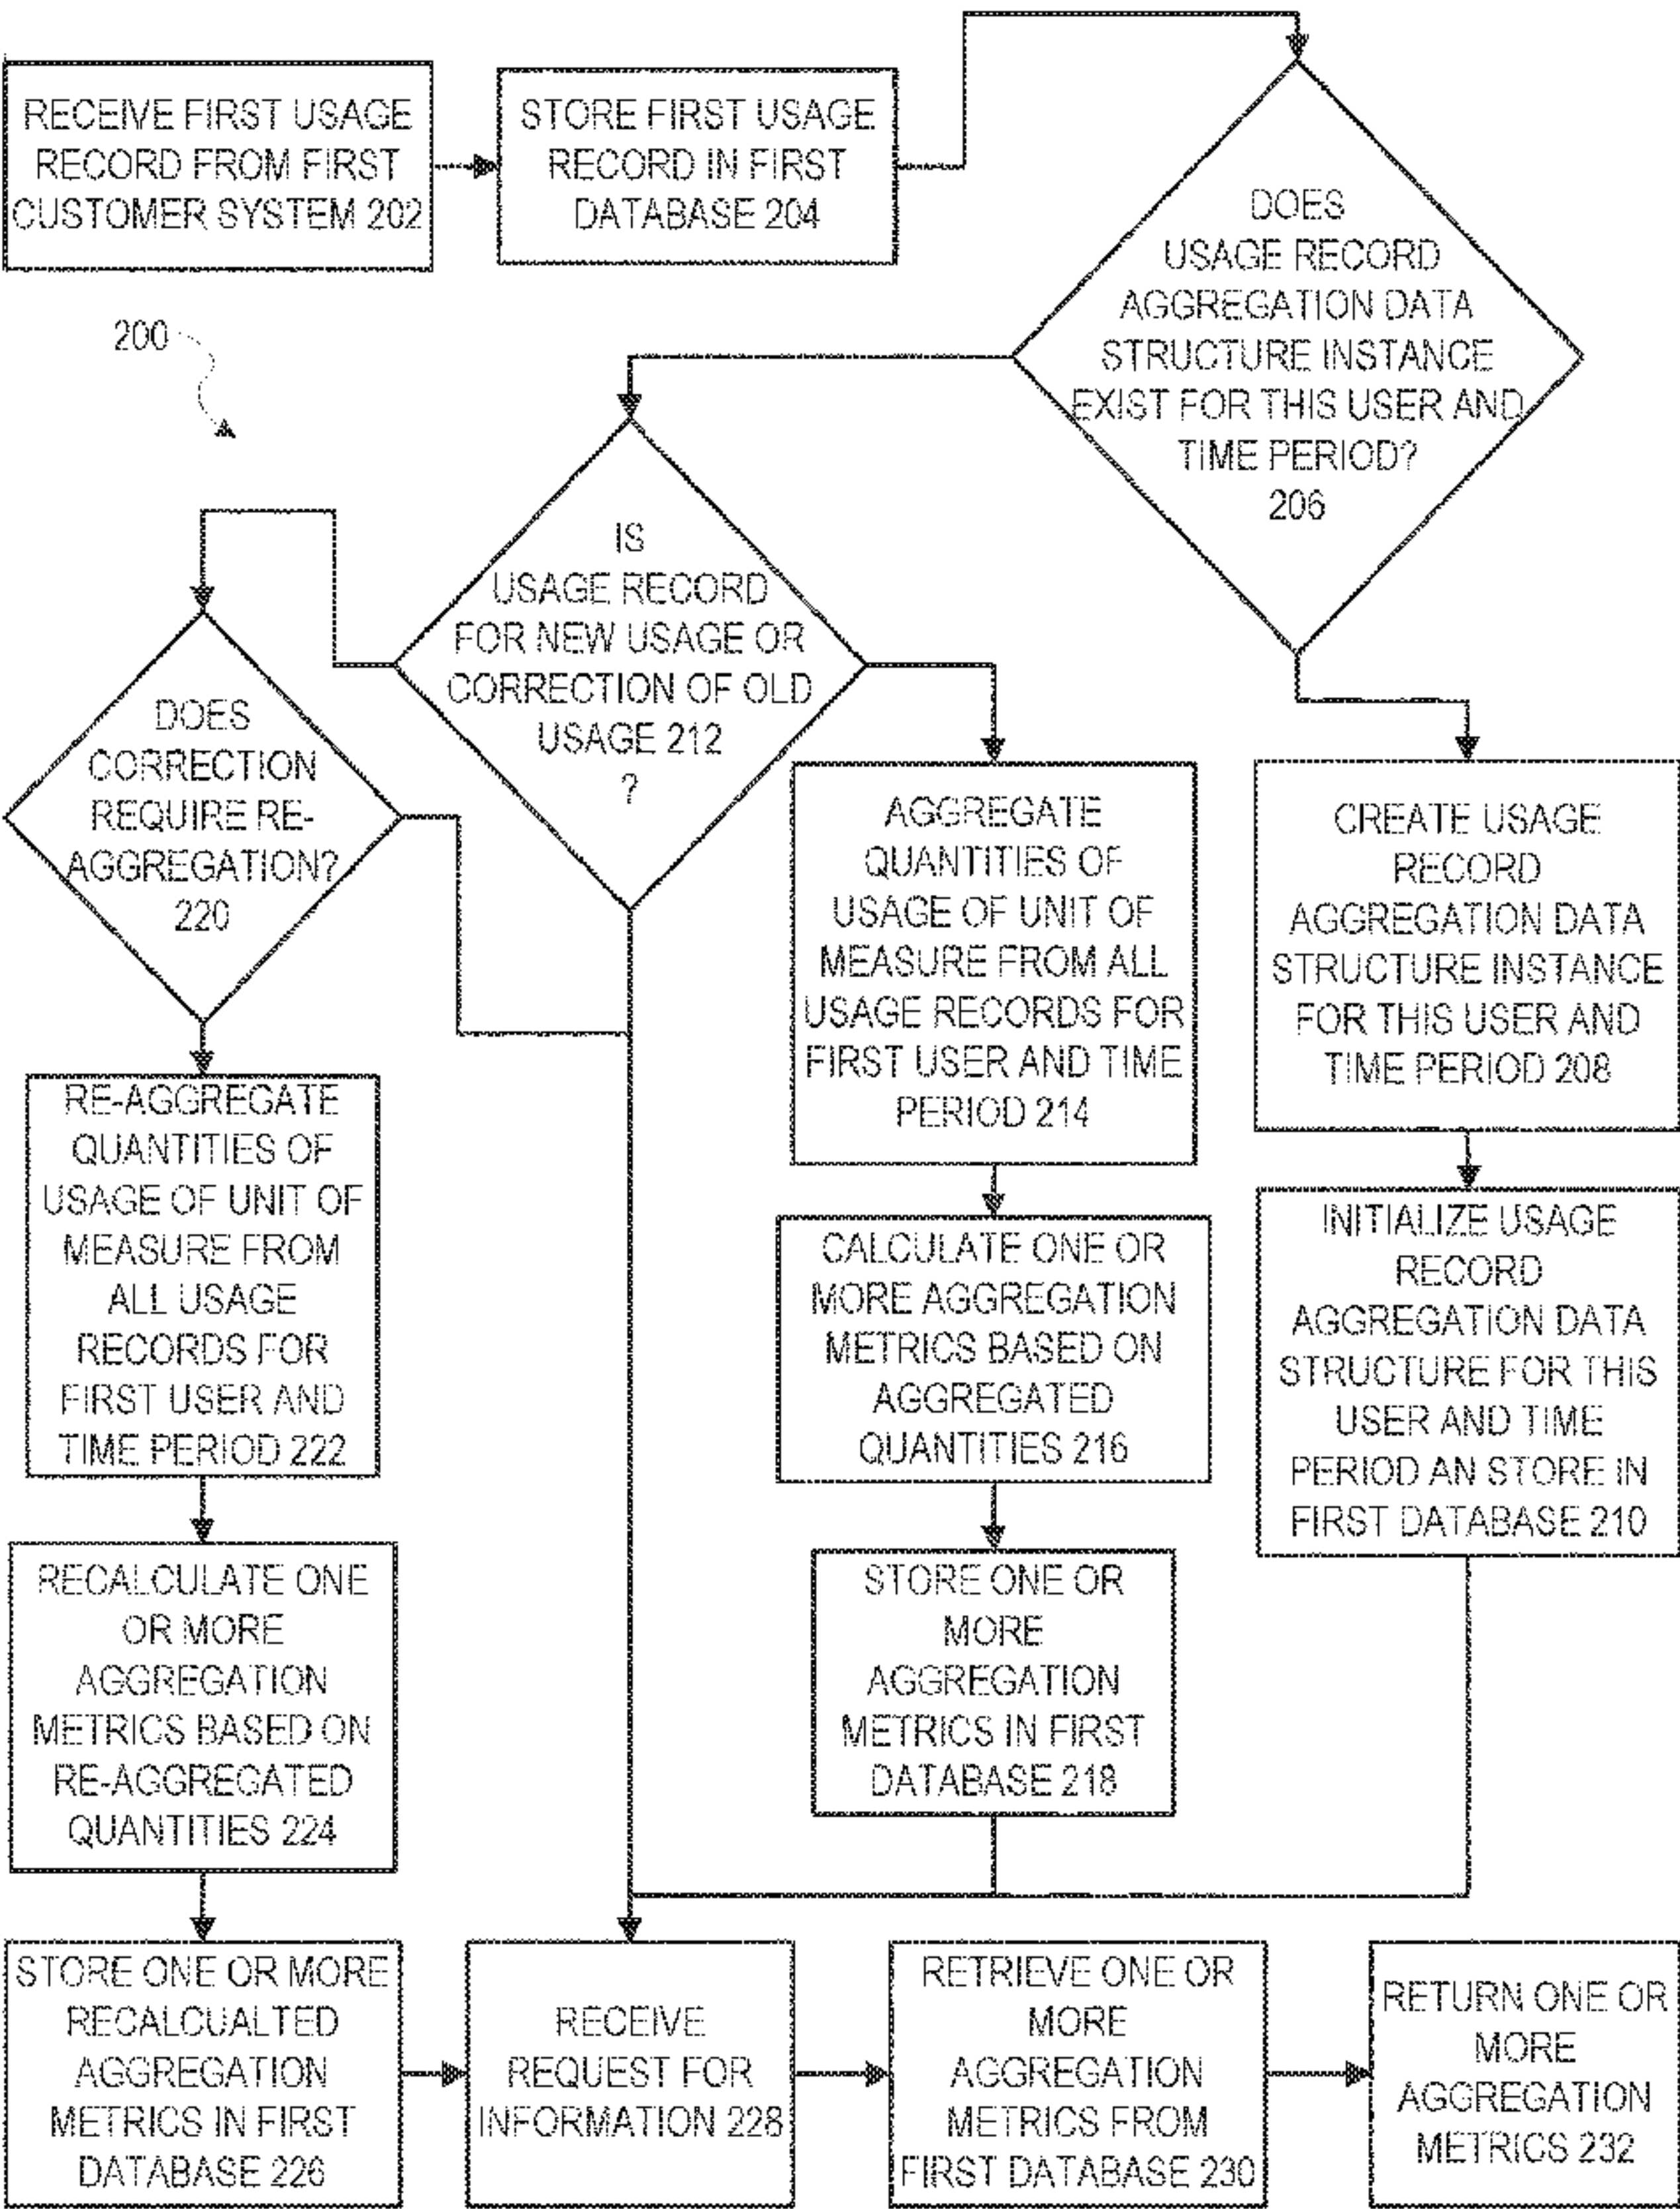 RECEIVE FIRST USAGE
RECORD FROM FIRST
CUSTOMER SYSTEM 202
STORE FIRST USAGE
RECORD IN FIRST
DATABASE 204
DOES
USAGE RECORD
AGGREGATION DATA
STRUCTURE INSTANCE
EXIST FOR THIS USER AND
TIME PERIOD?
206
200
IS
USAGE RECORD
FOR NEW USAGE OR
CORRECTION OF OLD
USAGE 212
?
DOES
CORRECTION
REQUIRE RE-
AGGREGATION?
220
AGGREGATE
QUANTITIES OF
USAGE OF UNIT OF
MEASURE FROM ALL
USAGE RECORDS FOR
FIRST USER AND TIME
PERIOD 214
CREATE USAGE
RECORD
AGGREGATION DATA
STRUCTURE INSTANCE
FOR THIS USER AND
TIME PERIOD 208
RE-AGGREGATE
QUANTITIES OF
USAGE OF UNIT OF
MEASURE FROM
ALL USAGE
RECORDS FOR
FIRST USER AND
TIME PERIOD 222
CALCULATE ONE OR
MORE AGGREGATION
METRICS BASED ON
AGGREGATED
QUANTITIES 216
INITIALIZE USAGE
RECORD
AGGREGATION DATA
STRUCTURE FOR THIS
USER AND TIME
PERIOD AN STORE IN
FIRST DATABASE 210
RECALCULATE ONE
OR MORE
AGGREGATION
METRICS BASED ON
RE-AGGREGATED
QUANTITIES 224
STORE ONE OR
MORE
AGGREGATION
METRICS IN FIRST
DATABASE 218
STORE ONE OR MORE
RECALCUALTED
AGGREGATION
METRICS IN FIRST
DATABASE 226
RECEIVE
REQUEST FOR
INFORMATION 228
RETRIEVE ONE OR
MORE
AGGREGATION
METRICS FROM
FIRST DATABASE 230
RETURN ONE OR
MORE
AGGREGATION
METRICS 232